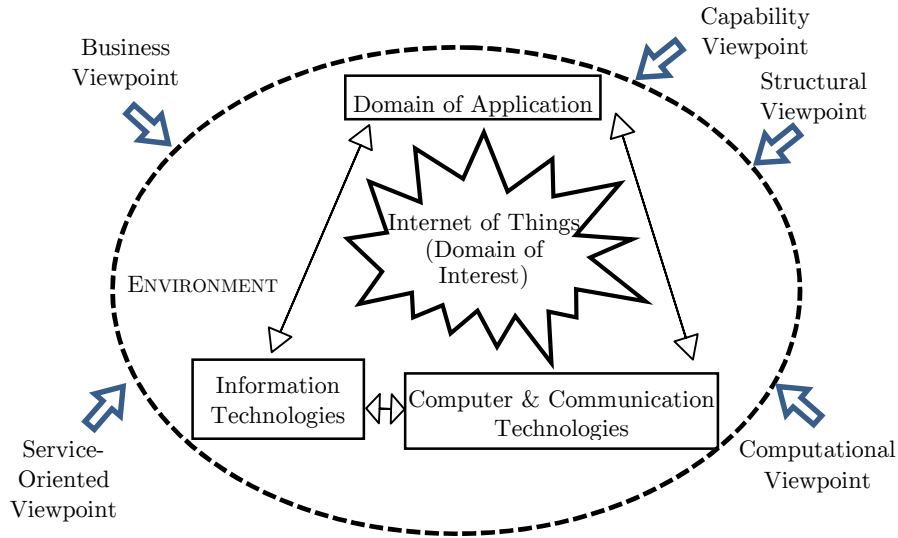 Business
Viewpoint
Capability
Viewpoint
Structural
Viewpoint
Domain of Application
Internet of Things
(Domain of
Interest)
ENVIRONMENT
Information
Technologies
Computer & Communication
Technologies
Service-
Oriented
Viewpoint
Computational
Viewpoint